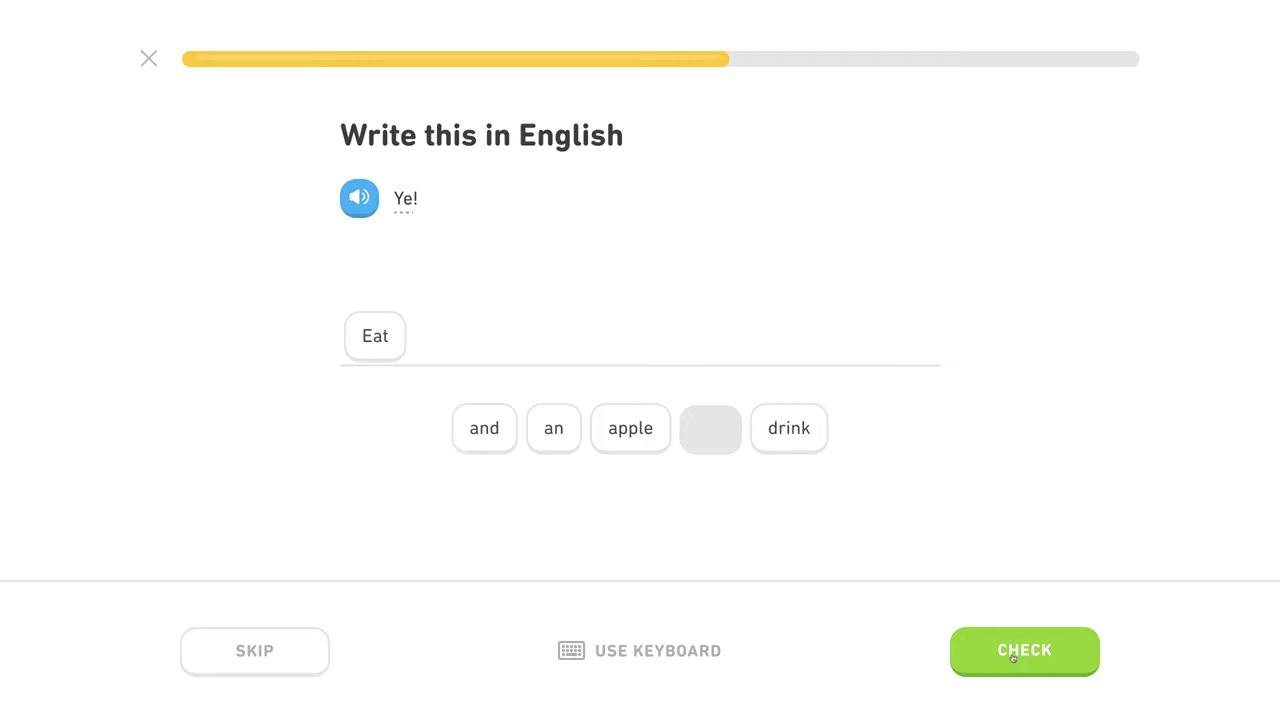 Write this in English
Ye!
Eat
and an apple drink
SKIP USE KEYBOARD CHECK